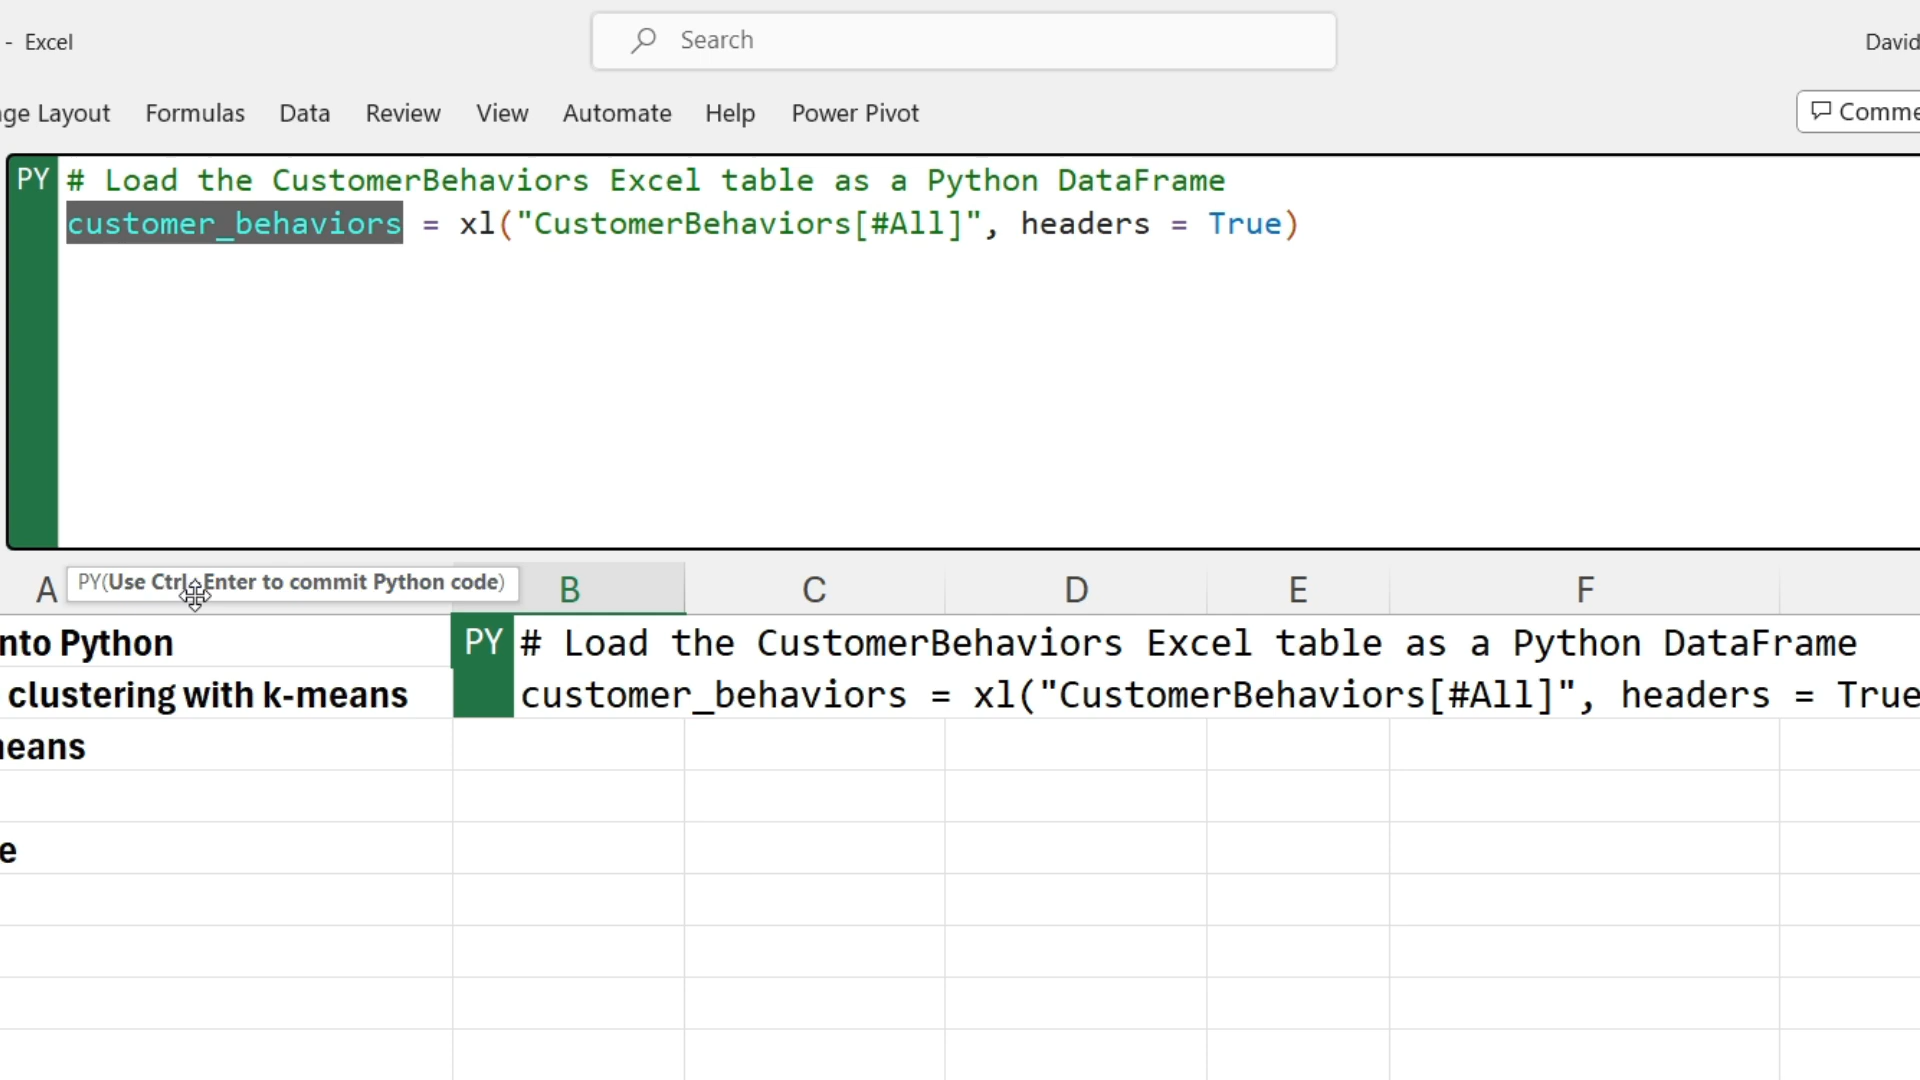 - Excel
Search
David
ge Layout Formulas Data Review View Automate Help Power Pivot
Comme
PY # Load the CustomerBehaviors Excel table as a Python DataFrame
customer_behaviors = xl("CustomerBehaviors[#All]", headers = True)
PY(Use Ctrl+Enter to commit Python code)
A B C D E F
nto Python PY # Load the CustomerBehaviors Excel table as a Python DataFrame
clustering with k-means customer_behaviors = xl("CustomerBehaviors[#All]", headers = True
means
e